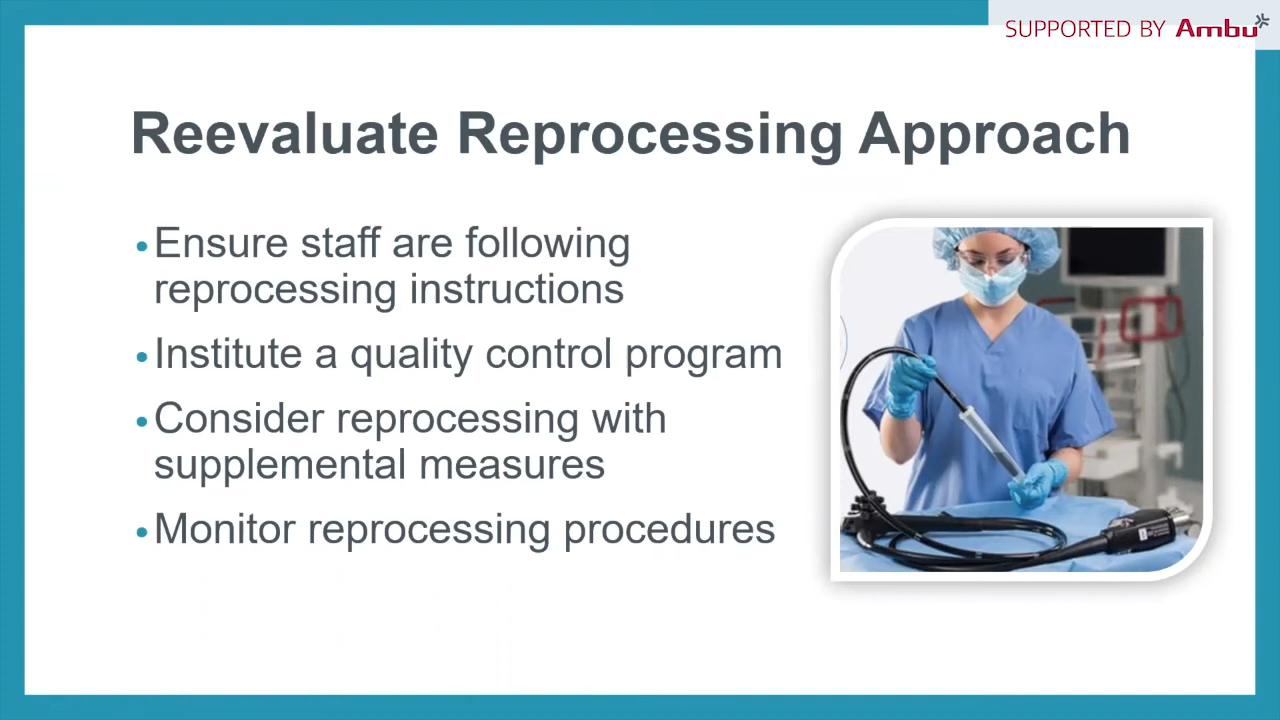 SUPPORTED BY Ambu
Reevaluate Reprocessing Approach
•Ensure staff are following
reprocessing instructions
•Institute a quality control program
•Consider reprocessing with
supplemental measures
•Monitor reprocessing procedures